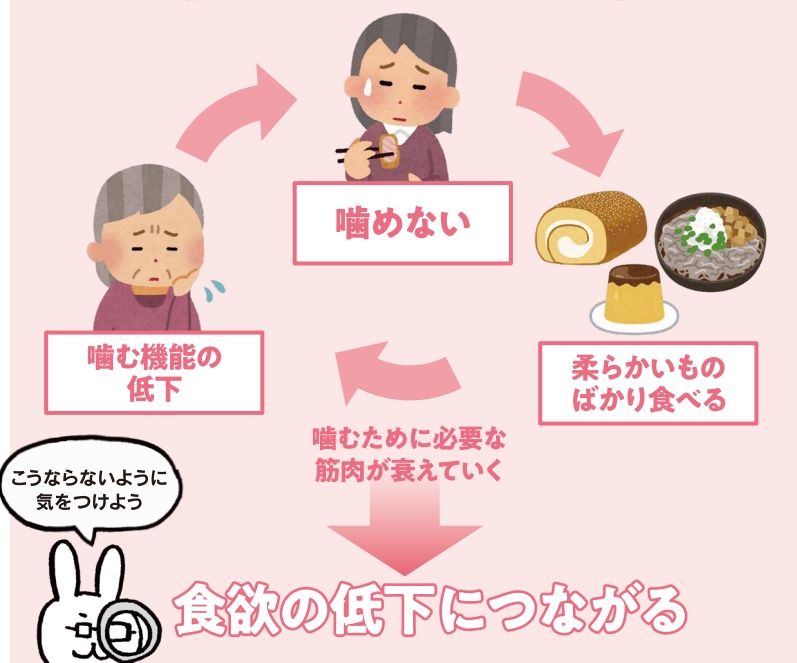 噛めない
噛む機能の
低下
柔らかいもの
ばかり食べる
噛むために必要な
筋肉が衰えていく
こうならないように
気をつけよう
食欲の低下につながる